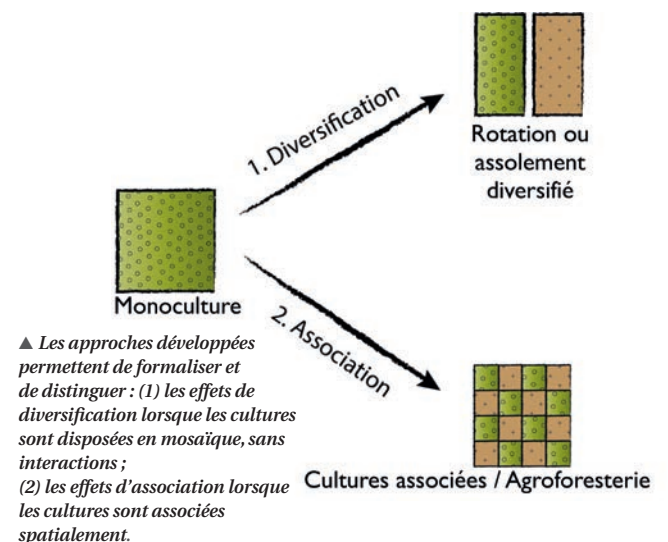 1. Diversification
Rotation ou
assolement
diversifié
Monoculture
2. Association
Cultures associées / Agroforesterie
▲ Les approches développées
permettent de formaliser et
de distinguer : (1) les effets de
diversification lorsque les cultures
sont disposées en mosaïque, sans
interactions ;
(2) les effets d'association lorsque
les cultures sont associées
spatialement.